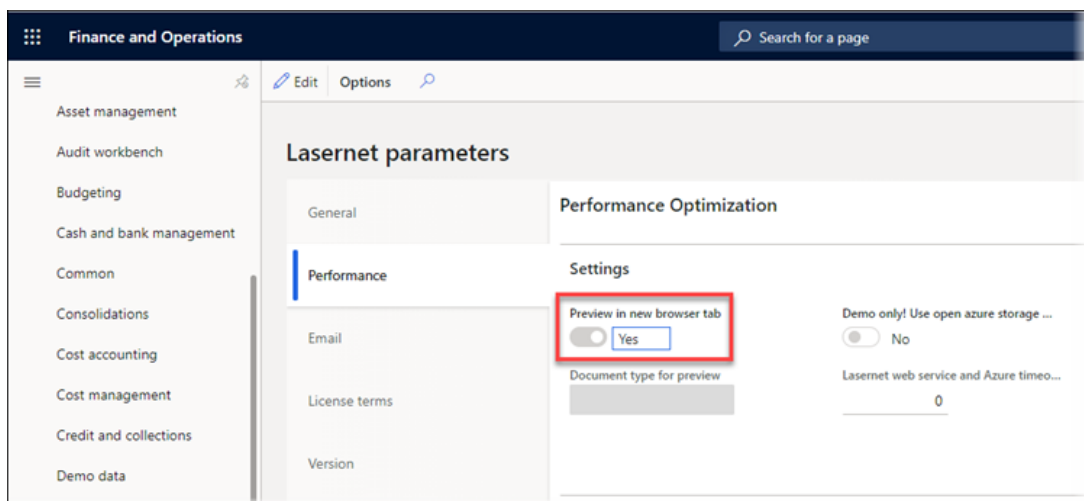 Finance and Operations
Search for a page
Edit
Options
Asset management
Audit workbench
Budgeting
Cash and bank management
Common
Consolidations
Cost accounting
Cost management
Credit and collections
Demo data
Lasernet parameters
General
Performance
Email
License terms
Version
Performance Optimization
Settings
Preview in new browser tab
Yes
Demo only! Use open azure storage ...
No
Document type for preview
Lasernet web service and Azure timeo...
0